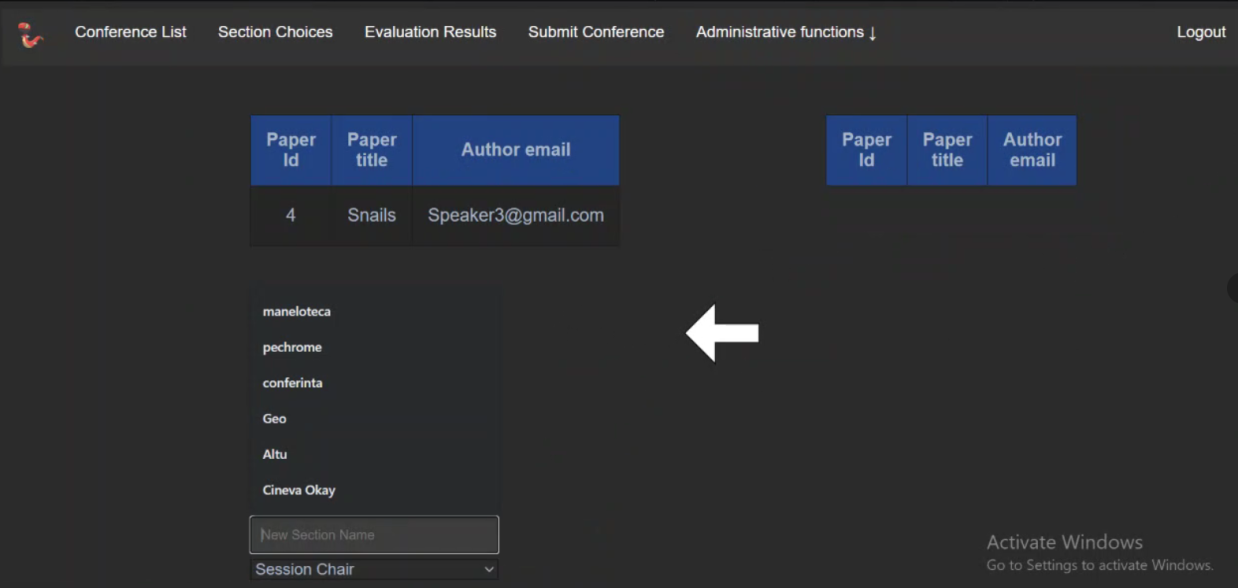 Conference List Section Choices Evaluation Results Submit Conference Administrative functions ↓ Logout
Paper Id Paper title Author email
4 Snails Speaker3@gmail.com
Paper Id Paper title Author email
maneloteca
pechrome
conferinta
Geo
Altu
Cineva Okay
New Section Name
Session Chair
Activate Windows
Go to Settings to activate Windows.